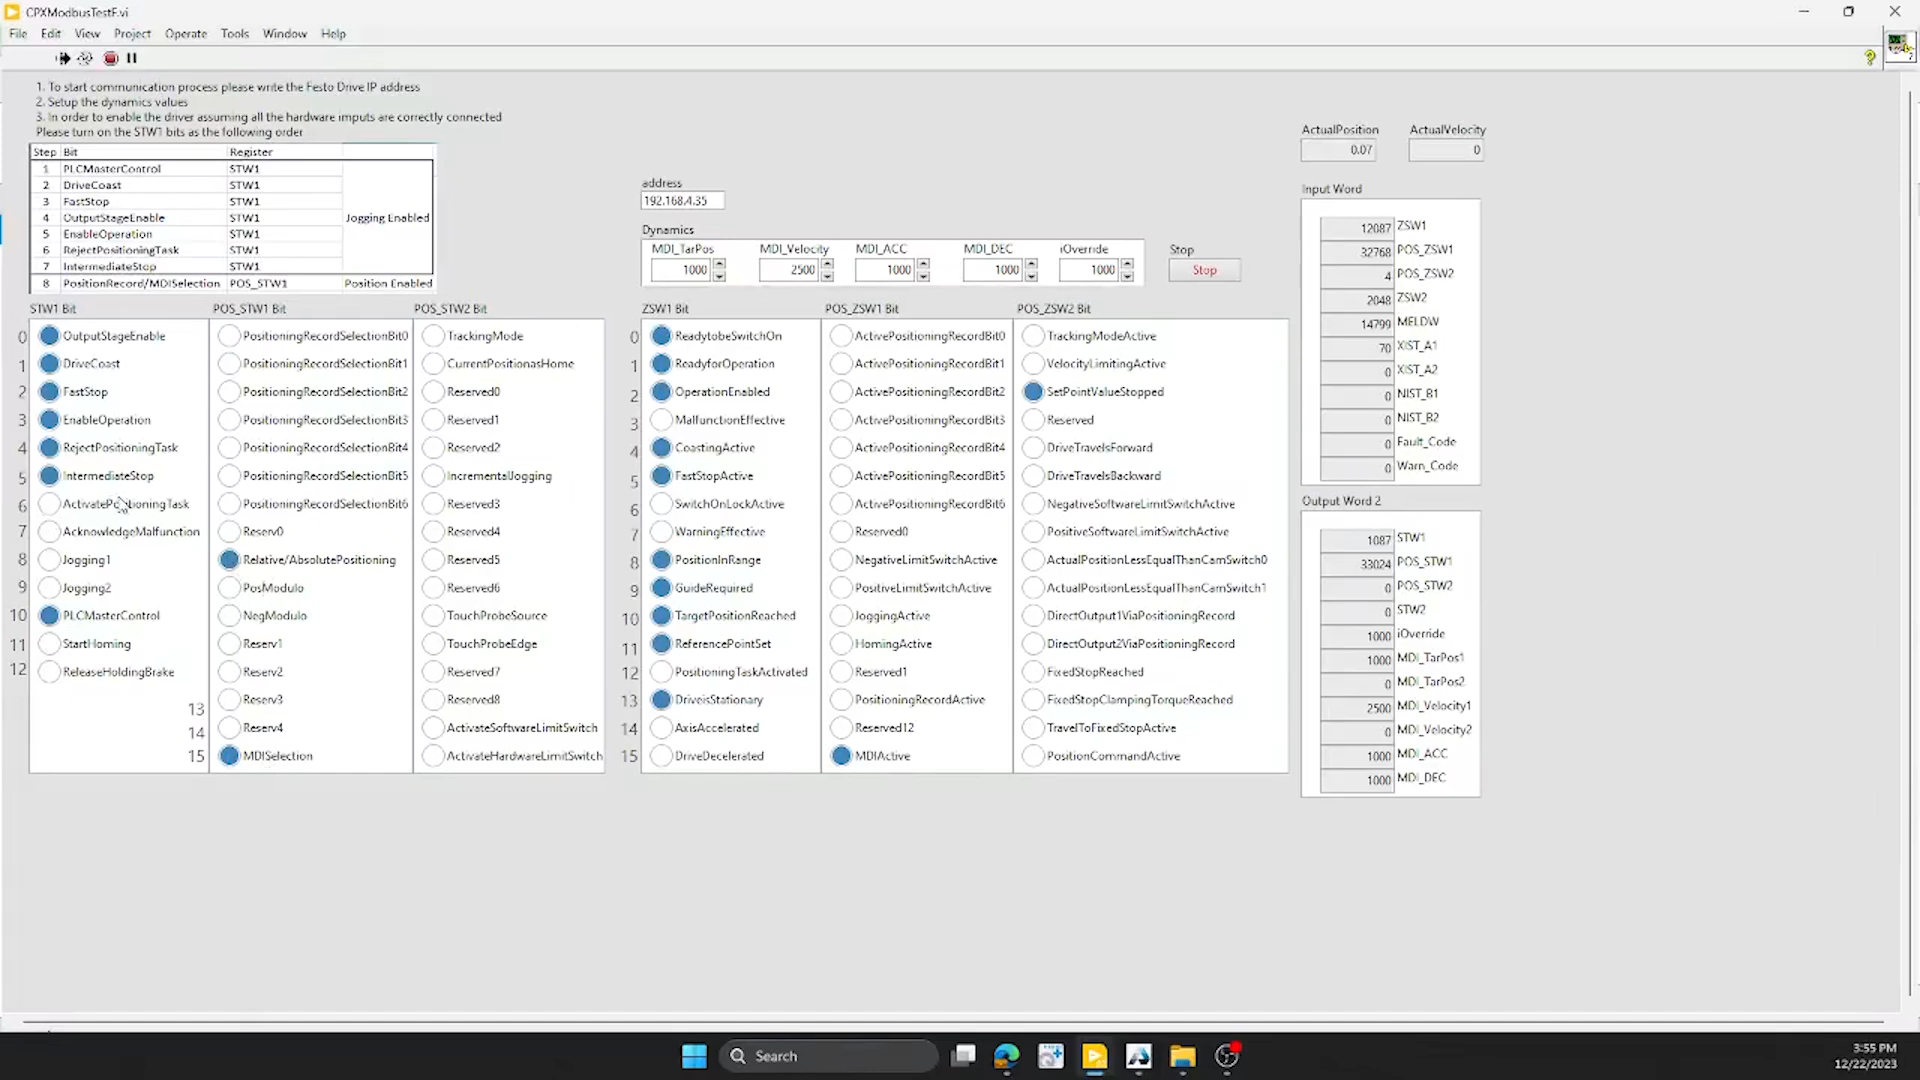 CPXModbusTestF.vi
File Edit View Project Operate Tools Window Help
1. To start communication process please write the Festo Drive IP address
2. Setup the dynamics values
3. In order to enable the driver assuming all the hardware imputs are correctly connected
Please turn on the STW1 bits as the following order
Step Bit Register
1 PLCMasterControl STW1
2 DriveCoast STW1
3 FastStop STW1
4 OutputStageEnable STW1 Jogging Enabled
5 EnableOperation STW1
6 RejectPositioningTask STW1
7 IntermediateStop STW1
8 PositionRecord/MDISelection POS_STW1 Position Enabled
address
192.168.4.35
Dynamics
MDI_TarPos MDI_Velocity MDI_ACC MDI_DEC iOverride
1000 2500 1000 1000 1000
Stop
Stop
ActualPosition ActualVelocity
0.07 0
STW1 Bit
0 OutputStageEnable
1 DriveCoast
2 FastStop
3 EnableOperation
4 RejectPositioningTask
5 IntermediateStop
6 ActivatePositioningTask
7 AcknowledgeMalfunction
8 Jogging1
9 Jogging2
10 PLCMasterControl
11 StartHoming
12 ReleaseHoldingBrake
13
14
15
POS_STW1 Bit
PositioningRecordSelectionBit0
PositioningRecordSelectionBit1
PositioningRecordSelectionBit2
PositioningRecordSelectionBit3
PositioningRecordSelectionBit4
PositioningRecordSelectionBit5
PositioningRecordSelectionBit6
Reserv0
Relative/AbsolutePositioning
PosModulo
NegModulo
Reserv1
Reserv2
Reserv3
Reserv4
MDISelection
POS_STW2 Bit
TrackingMode
CurrentPositionasHome
Reserved0
Reserved1
Reserved2
IncrementalJogging
Reserved3
Reserved4
Reserved5
Reserved6
TouchProbeSource
TouchProbeEdge
Reserved7
Reserved8
ActivateSoftwareLimitSwitch
ActivateHardwareLimitSwitch
ZSW1 Bit
0 ReadytobeSwitchOn
1 ReadyforOperation
2 OperationEnabled
3 MalfunctionEffective
4 CoastingActive
5 FastStopActive
6 SwitchOnLockActive
7 WarningEffective
8 PositionInRange
9 GuideRequired
10 TargetPositionReached
11 ReferencePointSet
12 PositioningTaskActivated
13 DriveisStationary
14 AxisAccelerated
15 DriveDecelerated
POS_ZSW1 Bit
ActivePositioningRecordBit0
ActivePositioningRecordBit1
ActivePositioningRecordBit2
ActivePositioningRecordBit3
ActivePositioningRecordBit4
ActivePositioningRecordBit5
ActivePositioningRecordBit6
Reserved0
NegativeLimitSwitchActive
PositiveLimitSwitchActive
JoggingActive
HomingActive
Reserved1
PositioningRecordActive
Reserved12
MDIActive
POS_ZSW2 Bit
TrackingModeActive
VelocityLimitingActive
SetPointValueStopped
Reserved
DriveTravelsForward
DriveTravelsBackward
NegativeSoftwareLimitSwitchActive
PositiveSoftwareLimitSwitchActive
ActualPositionLessEqualThanCamSwitch0
ActualPositionLessEqualThanCamSwitch1
DirectOutput1ViaPositioningRecord
DirectOutput2ViaPositioningRecord
FixedStopReached
FixedStopClampingTorqueReached
TravelToFixedStopActive
PositionCommandActive
Input Word
12087 ZSW1
32768 POS_ZSW1
4 POS_ZSW2
2048 ZSW2
14799 MELDW
70 XIST_A1
0 XIST_A2
0 NIST_B1
0 NIST_B2
0 Fault_Code
0 Warn_Code
Output Word 2
1087 STW1
33024 POS_STW1
0 POS_STW2
0 STW2
1000 iOverride
1000 MDI_TarPos1
0 MDI_TarPos2
2500 MDI_Velocity1
0 MDI_Velocity2
1000 MDI_ACC
1000 MDI_DEC
Search
3:55 PM
12/22/2023